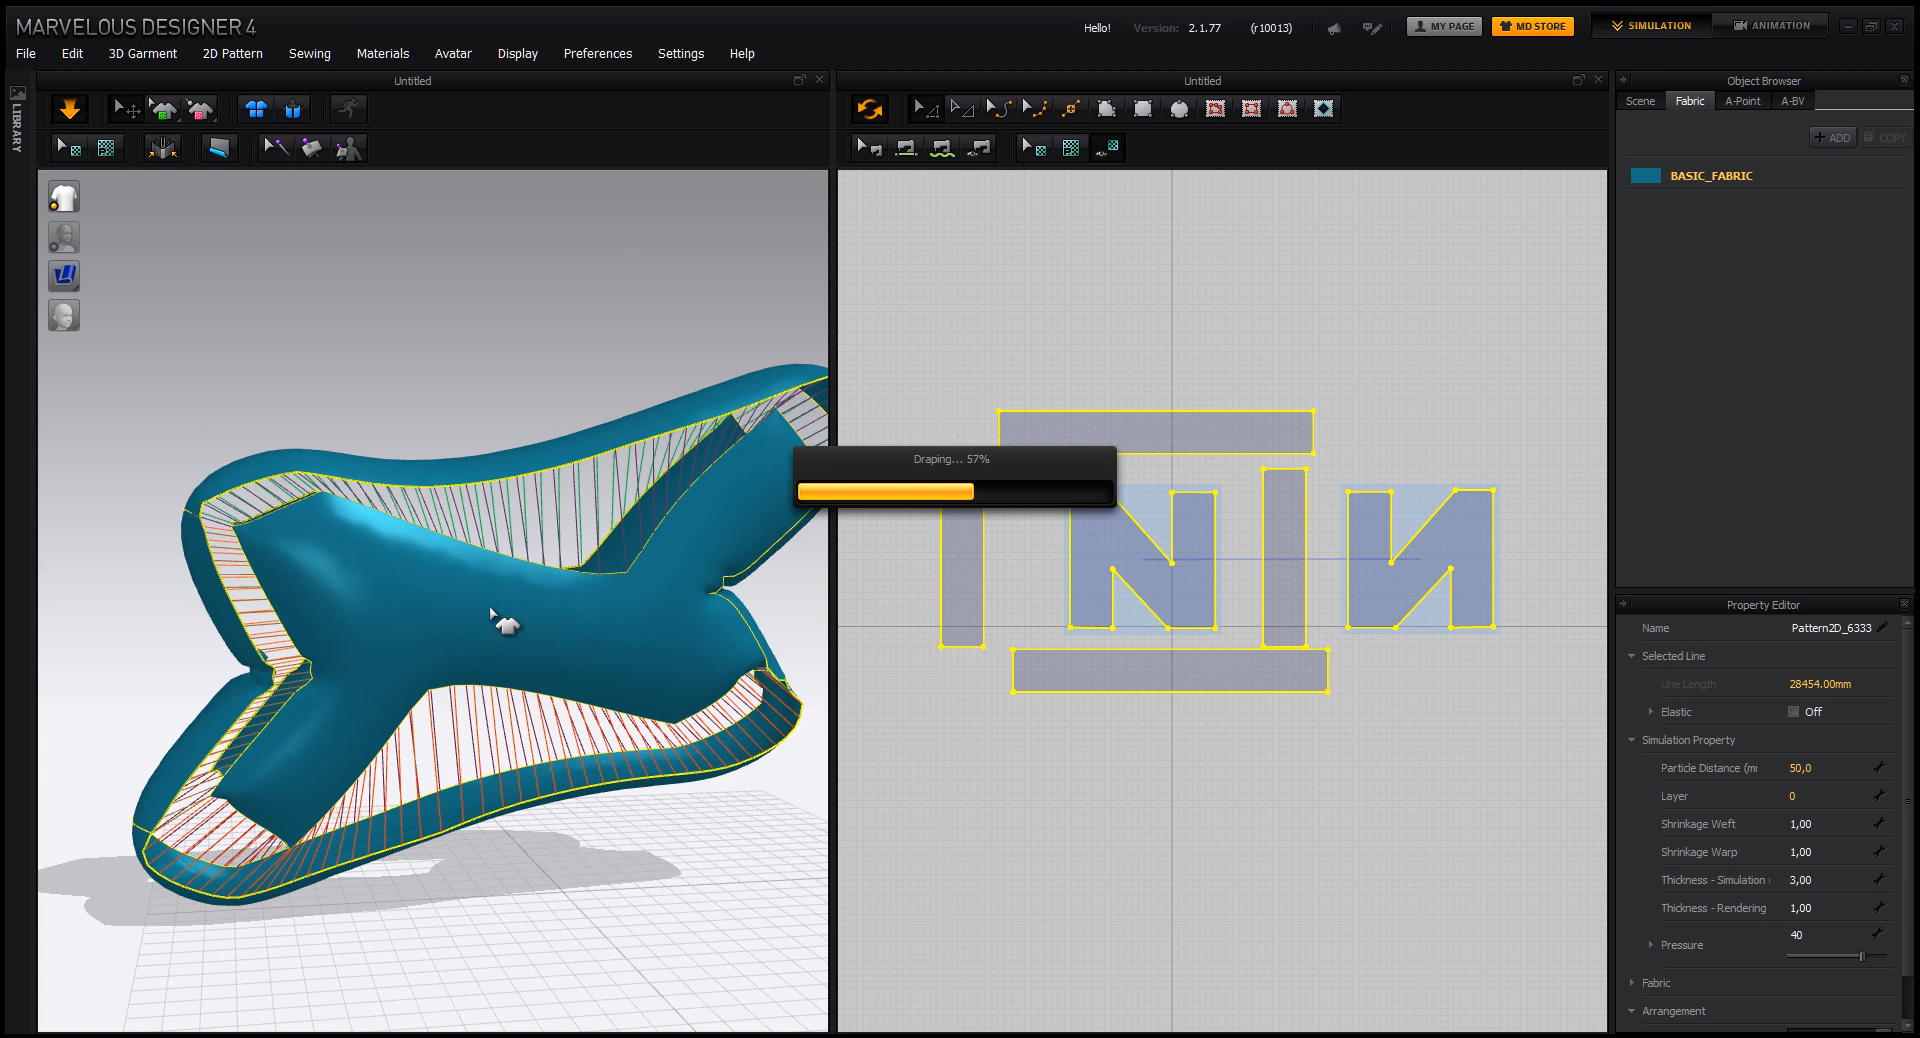 MARVELOUS DESIGNER 4
Hello! Version: 2.1.77 (r10013) MY PAGE MD STORE SIMULATION ANIMATION
File Edit 3D Garment 2D Pattern Sewing Materials Avatar Display Preferences Settings Help
Untitled
Untitled
Object Browser
LIBRARY
Scene Fabric A-Point A-BV
+ ADD COPY
BASIC_FABRIC
Draping... 57%
Property Editor
Name Pattern2D_6333
Selected Line
Line Length 28454.00mm
Elastic Off
Simulation Property
Particle Distance (m
50,0
Layer 0
Shrinkage Weft 1,00
Shrinkage Warp 1,00
Thickness - Simulation 3,00
Thickness - Rendering 1,00
Pressure 40
Fabric
Arrangement